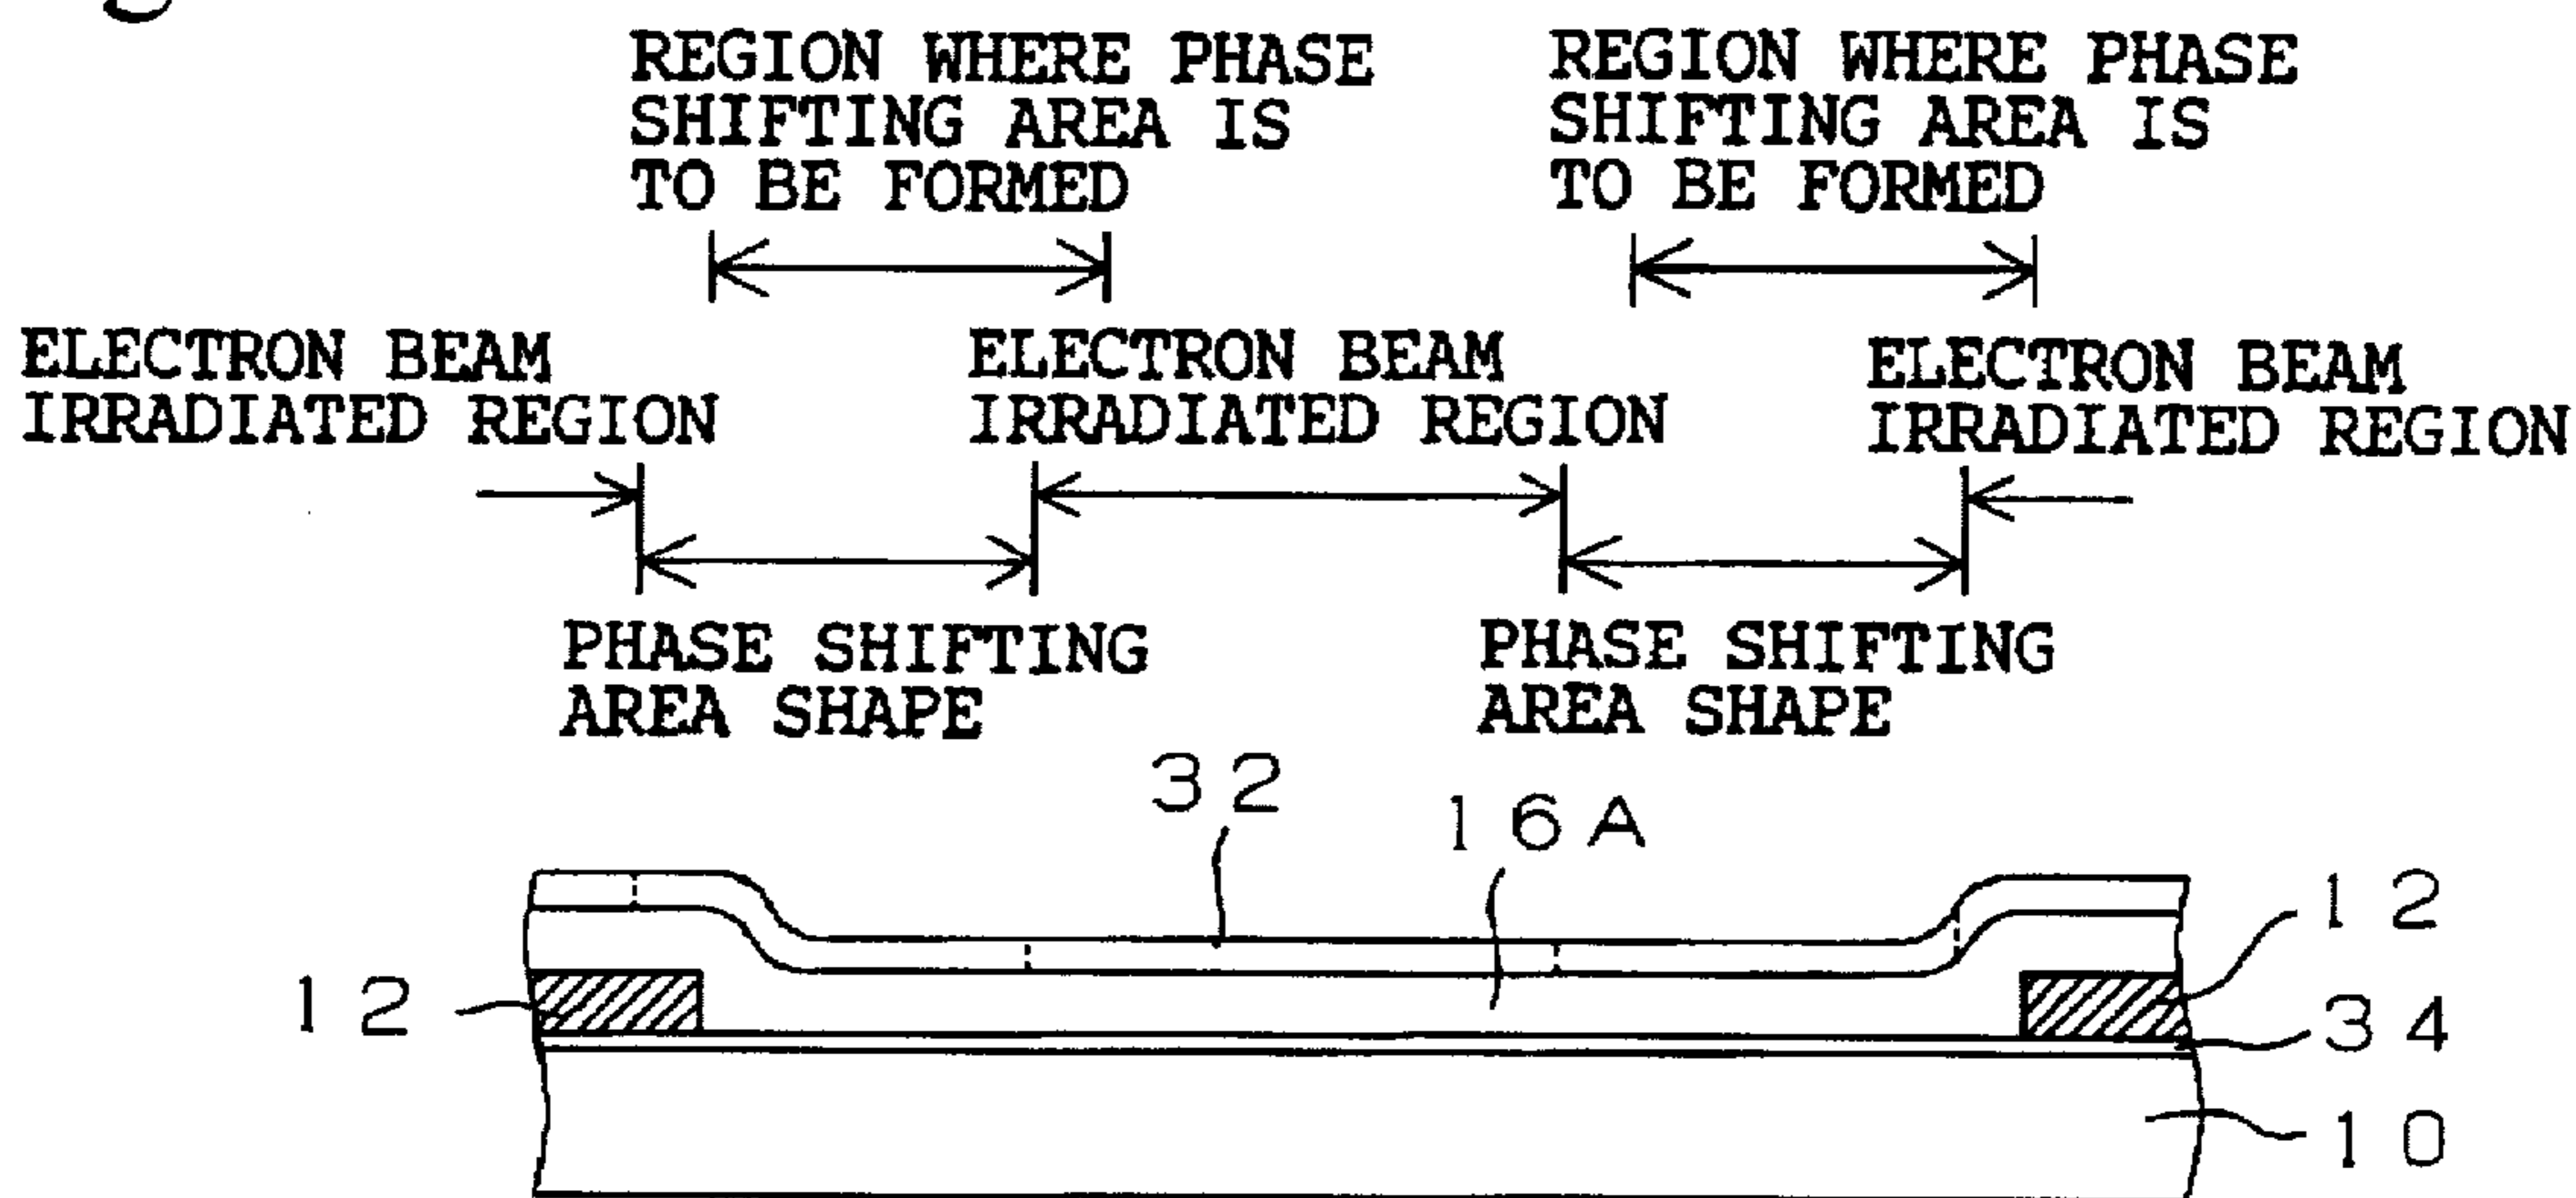 REGION WHERE PHASE
SHIFTING AREA IS
TO BE FORMED
REGION WHERE PHASE
SHIFTING AREA IS
TO BE FORMED
ELECTRON BEAM
IRRADIATED REGION
ELECTRON BEAM
IRRADIATED REGION
ELECTRON BEAM
IRRADIATED REGION
PHASE SHIFTING
AREA SHAPE
PHASE SHIFTING
AREA SHAPE
32
16A
12
12
34
10